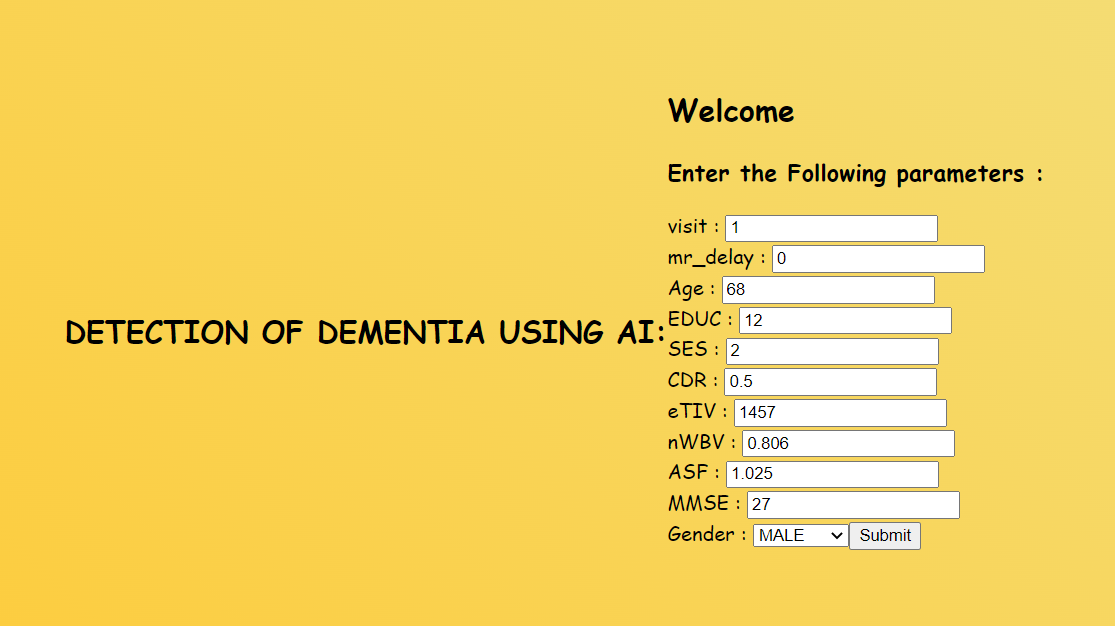 Welcome
Enter the Following parameters :
visit : 1
mr_delay : 0
Age : 68
DETECTION OF DEMENTIA USING AI:
EDUC : 12
SES : 2
CDR : 0.5
eTIV : 1457
nWBV : 0.806
ASF : 1.025
MMSE : 27
Gender : MALE Submit